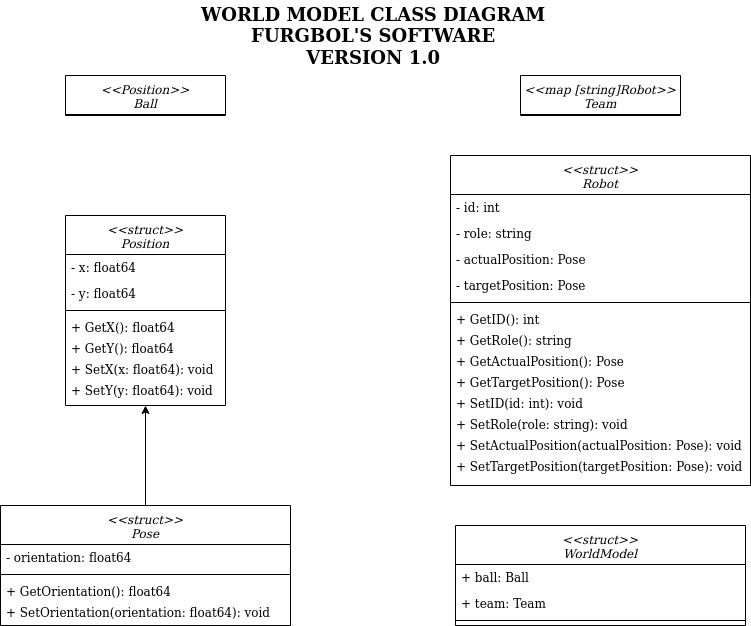 WORLD MODEL CLASS DIAGRAM
FURGBOL'S SOFTWARE
VERSION 1.0
<<Position>>
Ball
<<map [string]Robot>>
Team
<<struct>>
Robot
- id: int
- role: string
- actualPosition: Pose
- targetPosition: Pose
+ GetID(): int
+ GetRole(): string
+ GetActualPosition(): Pose
+ GetTargetPosition(): Pose
+ SetID(id: int): void
+ SetRole(role: string): void
+ SetActualPosition(actualPosition: Pose): void
+ SetTargetPosition(targetPosition: Pose): void
<<struct>>
Position
- x: float64
- y: float64
+ GetX(): float64
+ GetY(): float64
+ SetX(x: float64): void
+ SetY(y: float64): void
<<struct>>
Pose
- orientation: float64
+ GetOrientation(): float64
+ SetOrientation(orientation: float64): void
<<struct>>
WorldModel
+ ball: Ball
+ team: Team